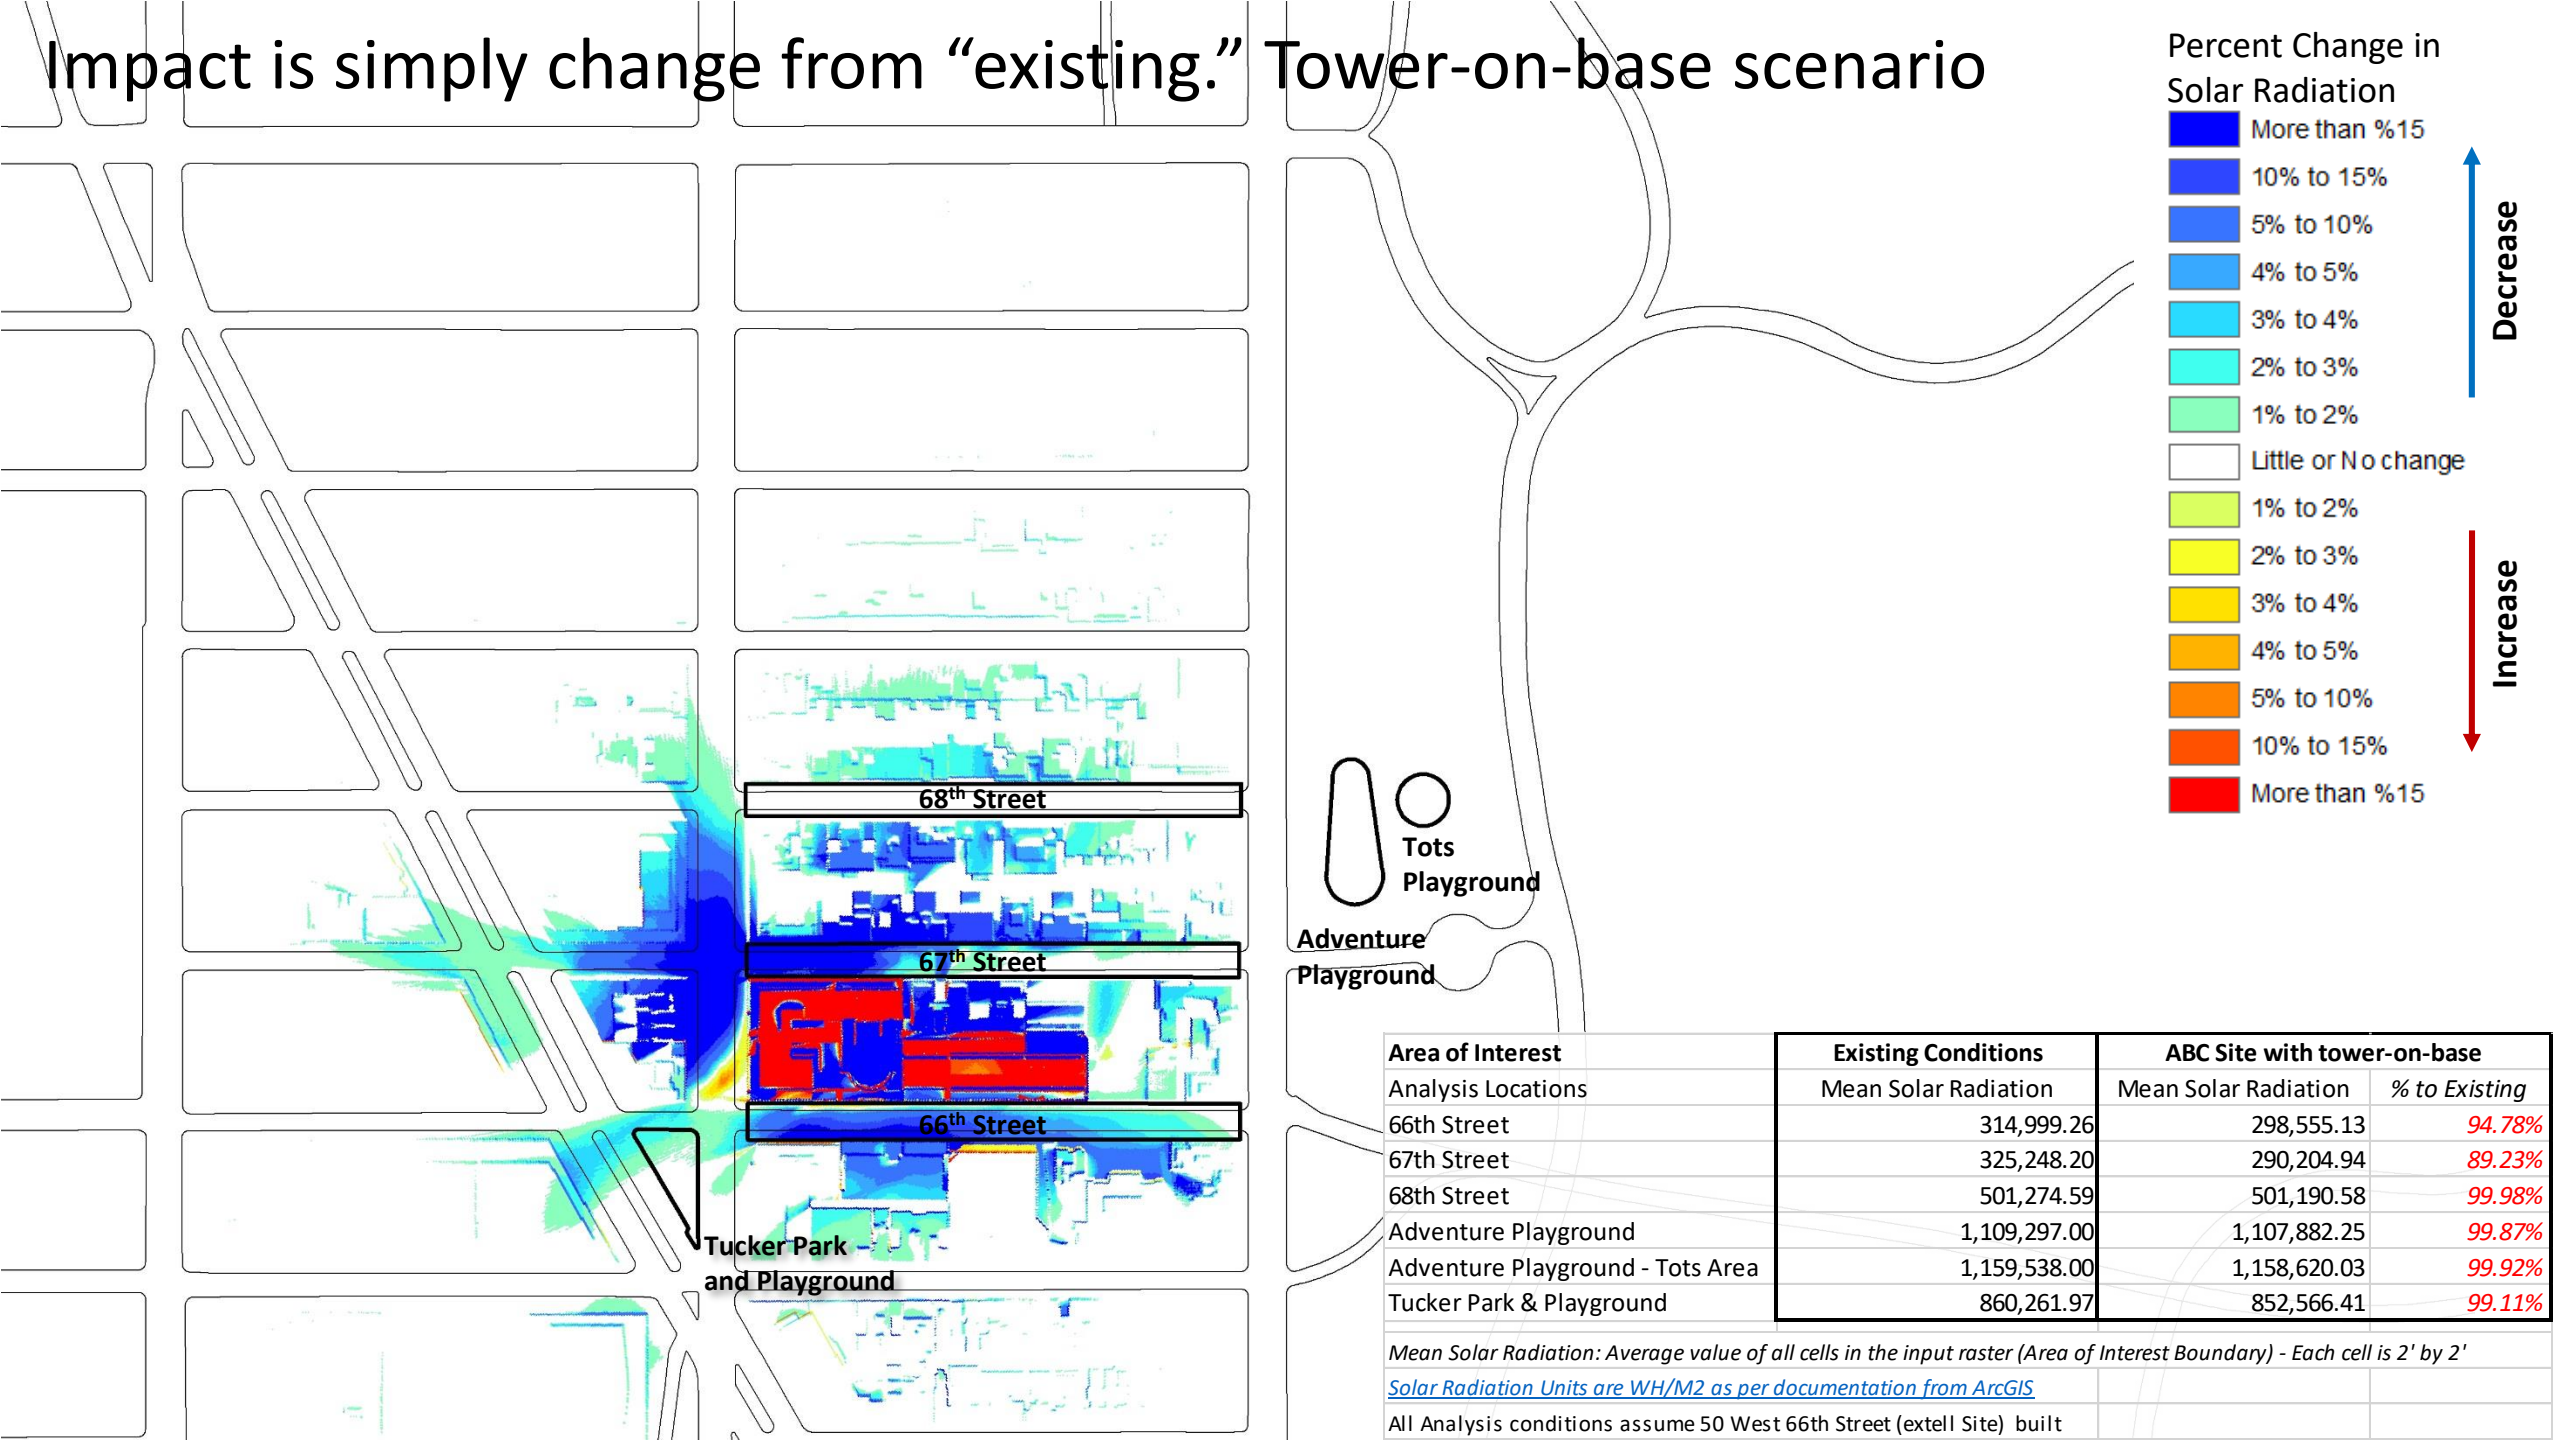 Impact is simply change from “existing.” Tower-on-base scenario
Percent Change in
Solar Radiation
More than %15
10% to 15%
5% to 10%
4% to 5%
3% to 4%
2% to 3%
1% to 2%
Little or No change
1% to 2%
2% to 3%
3% to 4%
4% to 5%
5% to 10%
10% to 15%
More than %15
Decrease
Increase
68th Street
67th Street
66th Street
Tots
Playground
Adventure
Playground
Tucker Park
and Playground
Area of Interest Existing Conditions ABC Site with tower-on-base
Analysis Locations Mean Solar Radiation Mean Solar Radiation % to Existing
66th Street 314,999.26 298,555.13 94.78%
67th Street 325,248.20 290,204.94 89.23%
68th Street 501,274.59 501,190.58 99.98%
Adventure Playground 1,109,297.00 1,107,882.25 99.87%
Adventure Playground - Tots Area 1,159,538.00 1,158,620.03 99.92%
Tucker Park & Playground 860,261.97 852,566.41 99.11%
Mean Solar Radiation: Average value of all cells in the input raster (Area of Interest Boundary) - Each cell is 2' by 2'
Solar Radiation Units are WH/M2 as per documentation from ArcGIS
All Analysis conditions assume 50 West 66th Street (extell Site) built